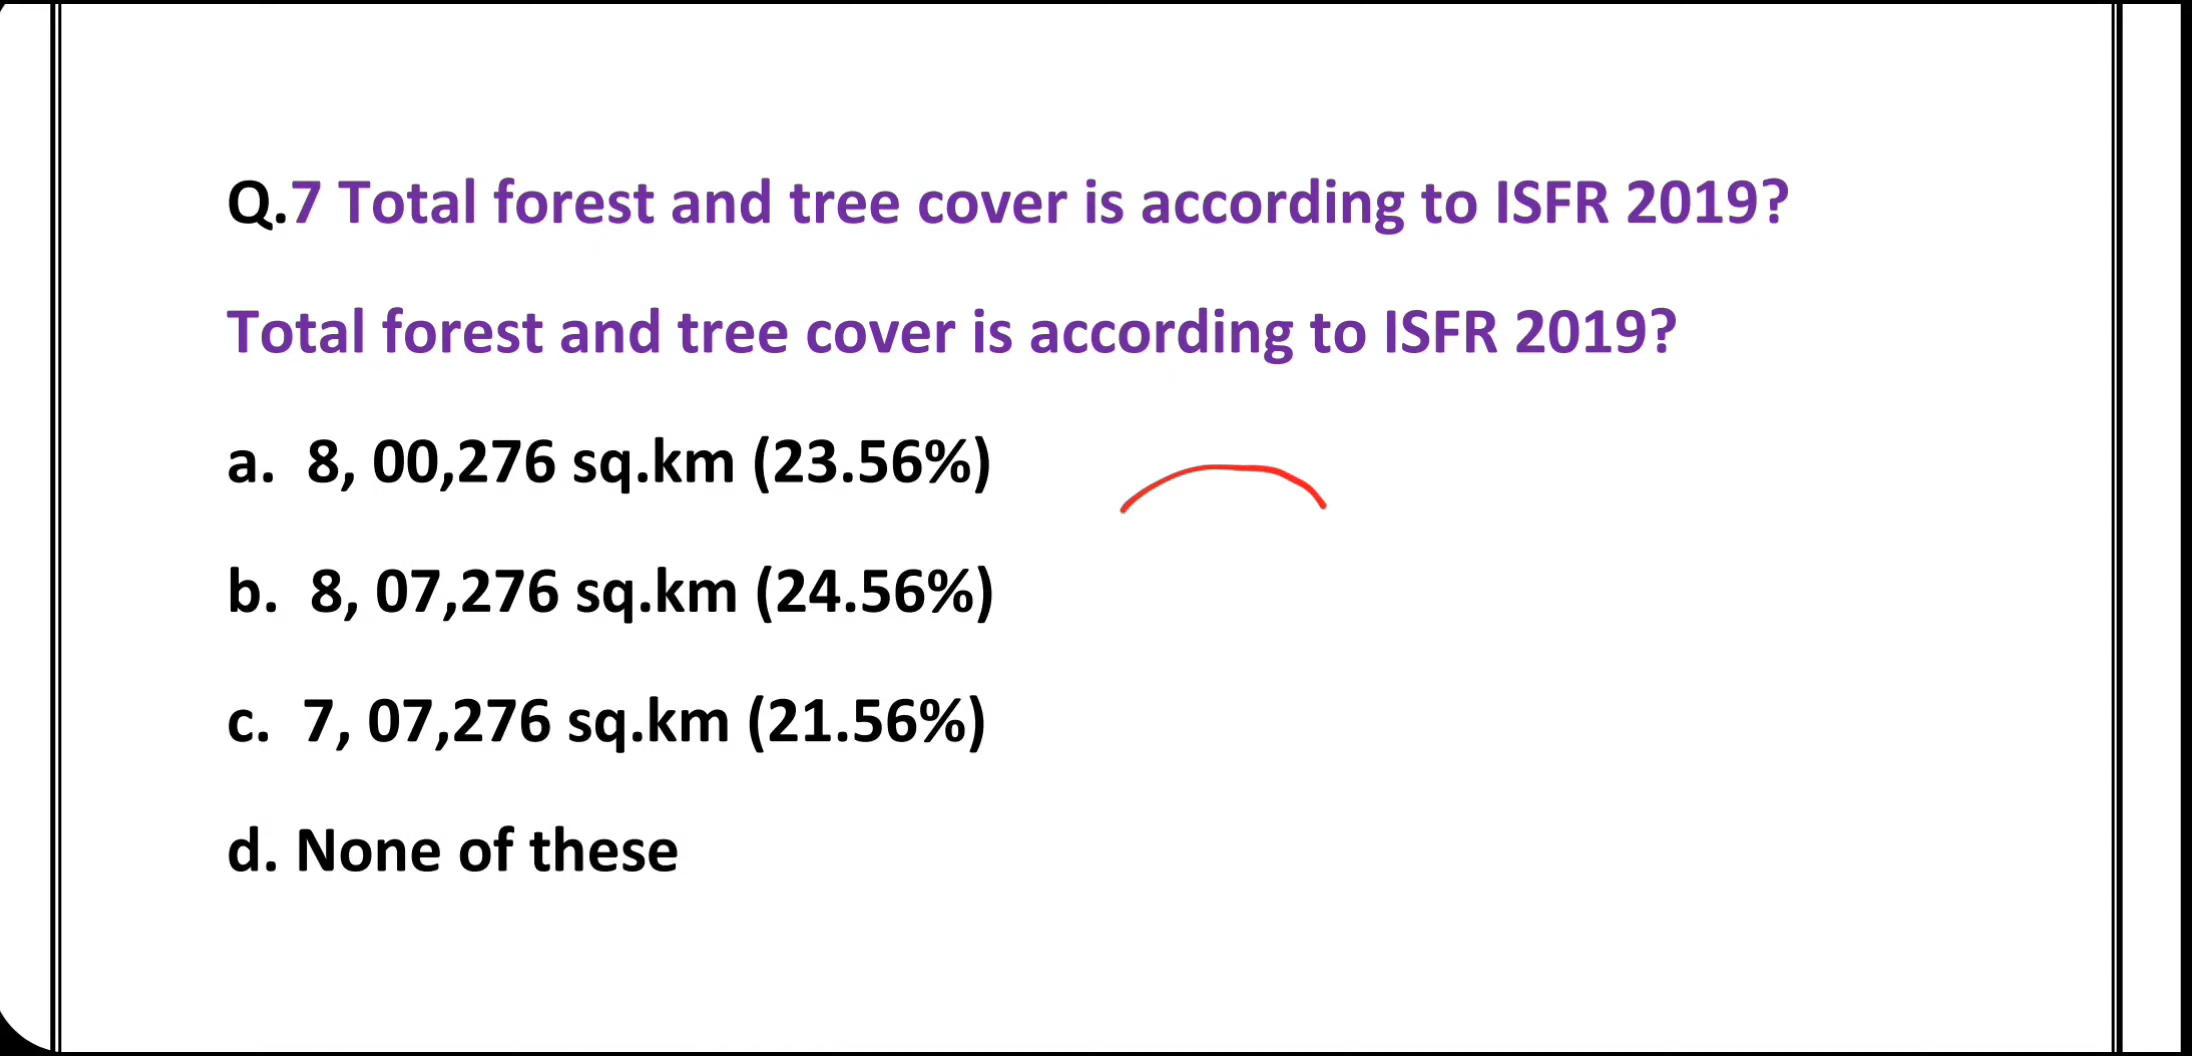 Q.7 Total forest and tree cover is according to ISFR 2019?
Total forest and tree cover is according to ISFR 2019?
a. 8, 00,276 sq.km (23.56%)
b. 8, 07,276 sq.km (24.56%)
c. 7, 07,276 sq.km (21.56%)
d. None of these